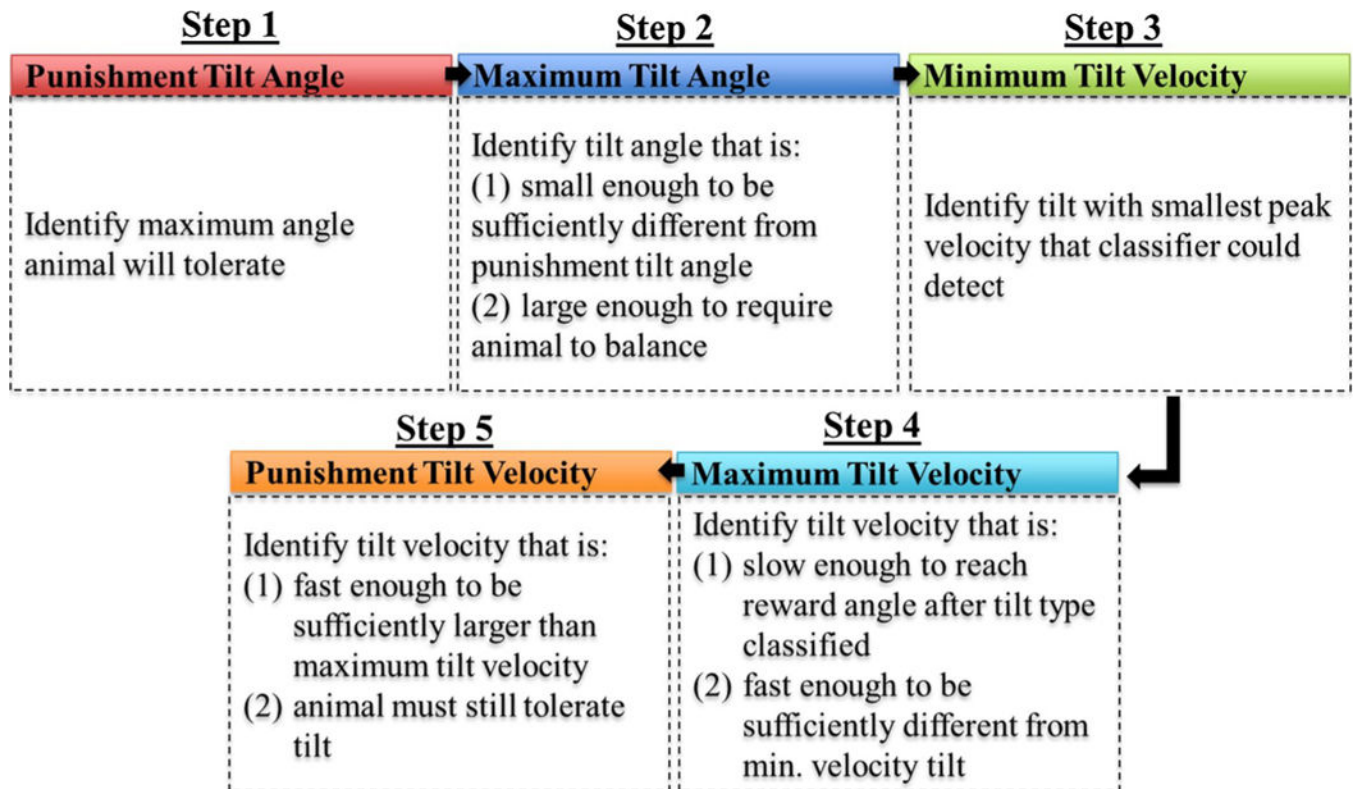 Step 1
Punishment Tilt Angle
Identify maximum angle
animal will tolerate
Step 2
Maximum Tilt Angle
Identify tilt angle that is:
(1) small enough to be
sufficiently different from
punishment tilt angle
(2) large enough to require
animal to balance
Step 3
Minimum Tilt Velocity
Identify tilt with smallest peak
velocity that classifier could
detect
Step 4
Maximum Tilt Velocity
Identify tilt velocity that is:
(1) slow enough to reach
reward angle after tilt type
classified
(2) fast enough to be
sufficiently different from
min. velocity tilt
Step 5
Punishment Tilt Velocity
Identify tilt velocity that is:
(1) fast enough to be
sufficiently larger than
maximum tilt velocity
(2) animal must still tolerate
tilt